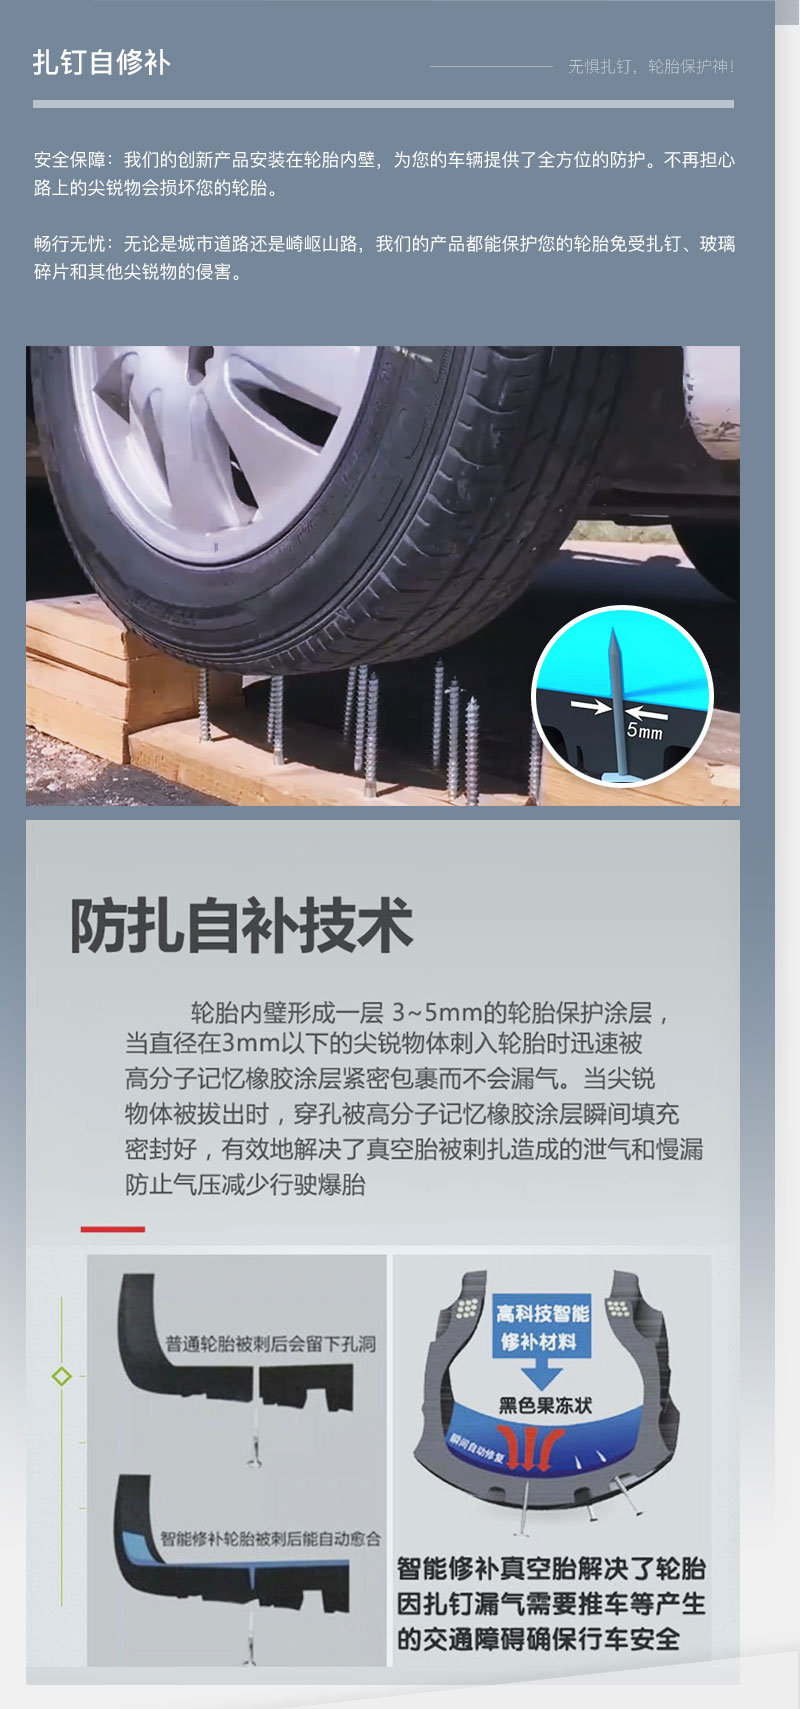 扎钉自修补
无惧扎钉，轮胎保护神！
安全保障：我们的创新产品安装在轮胎内壁，为您的车辆提供了全方位的防护。不再担心
路上的尖锐物会损坏您的轮胎。
畅行无忧：无论是城市道路还是崎岖山路，我们的产品都能保护您的轮胎免受扎钉、玻璃
碎片和其他尖锐物的侵害。
5mm
防扎自补技术
轮胎内壁形成一层 3~5mm的轮胎保护涂层，
当直径在3mm以下的尖锐物体刺入轮胎时迅速被
高分子记忆橡胶涂层紧密包裹而不会漏气。当尖锐
物体被拔出时，穿孔被高分子记忆橡胶涂层瞬间填充
密封好，有效地解决了真空胎被刺扎造成的泄气和慢漏
防止气压减少行驶爆胎
普通轮胎被刺后会留下孔洞
智能修补轮胎被刺后能自动愈合
高科技智能
修补材料
黑色果冻状
瞬间自动修复
智能修补真空胎解决了轮胎
因扎钉漏气需要推车等产生
的交通障碍确保行车安全